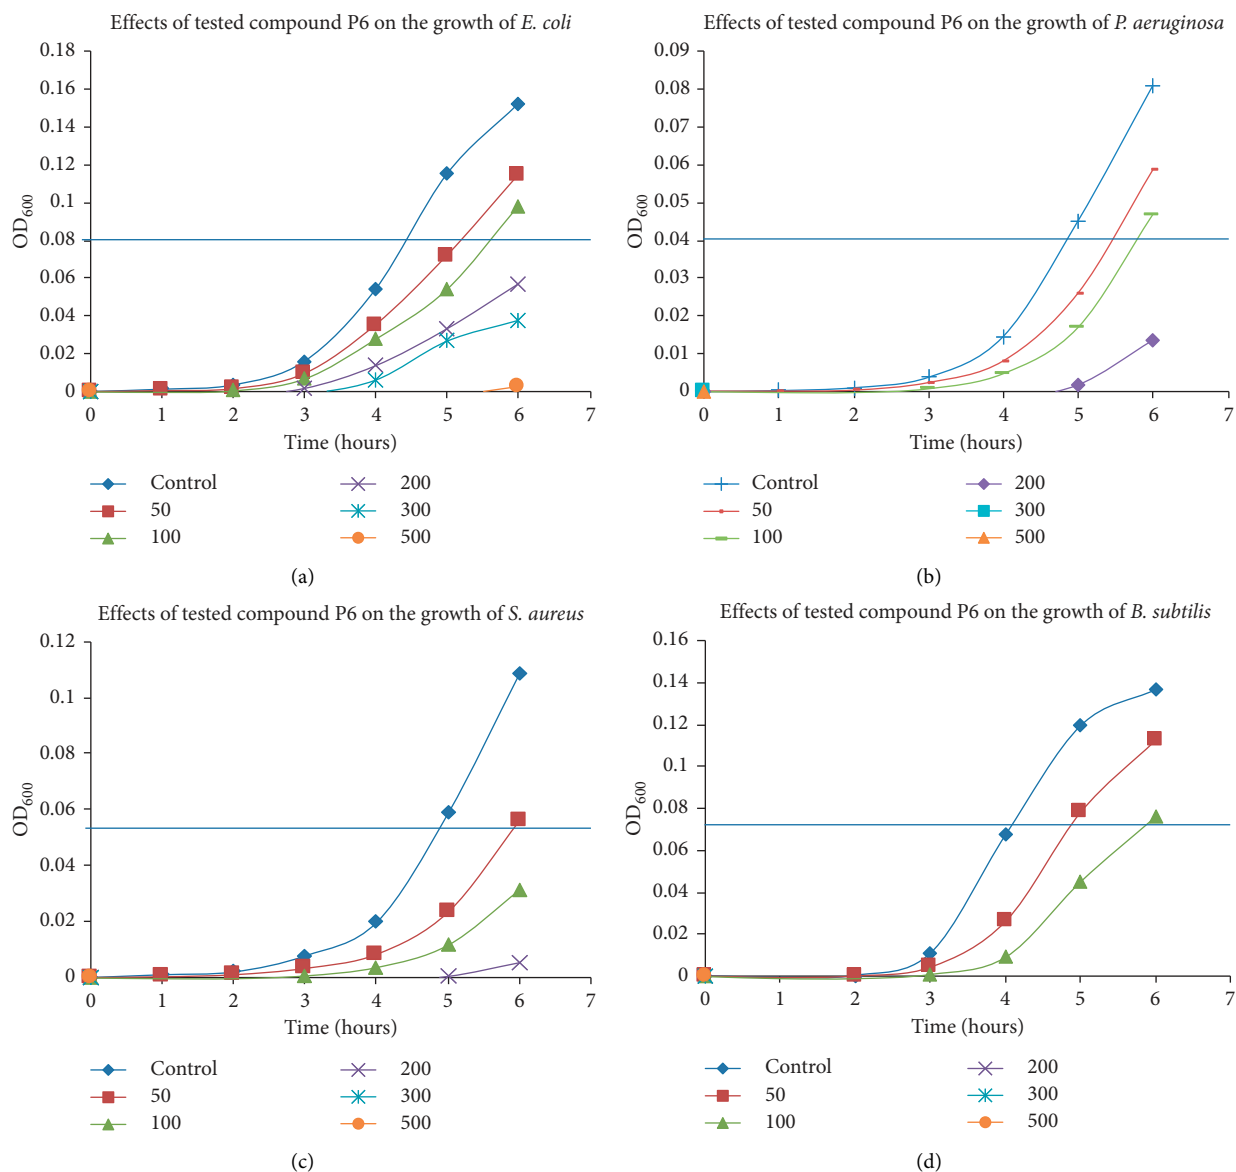 Effects of tested compound P6 on the growth of E. coli
0.18
0.16
0.14
0.12
0.1
0.08
0.06
0.04
0.02
0
OD600
0 1 2 3 4 5 6 7
Time (hours)
Control 200
50 300
100 500
(a)
Effects of tested compound P6 on the growth of P. aeruginosa
0.09
0.08
0.07
0.06
0.05
0.04
0.03
0.02
0.01
0
OD600
0 1 2 3 4 5 6 7
Time (hours)
Control 200
50 300
100 500
(b)
Effects of tested compound P6 on the growth of S. aureus
0.12
0.1
0.08
0.06
0.04
0.02
0
OD600
0 1 2 3 4 5 6 7
Time (hours)
Control 200
50 300
100 500
(c)
Effects of tested compound P6 on the growth of B. subtilis
0.16
0.14
0.12
0.1
0.08
0.06
0.04
0.02
0
OD600
0 1 2 3 4 5 6 7
Time (hours)
Control 200
50 300
100 500
(d)